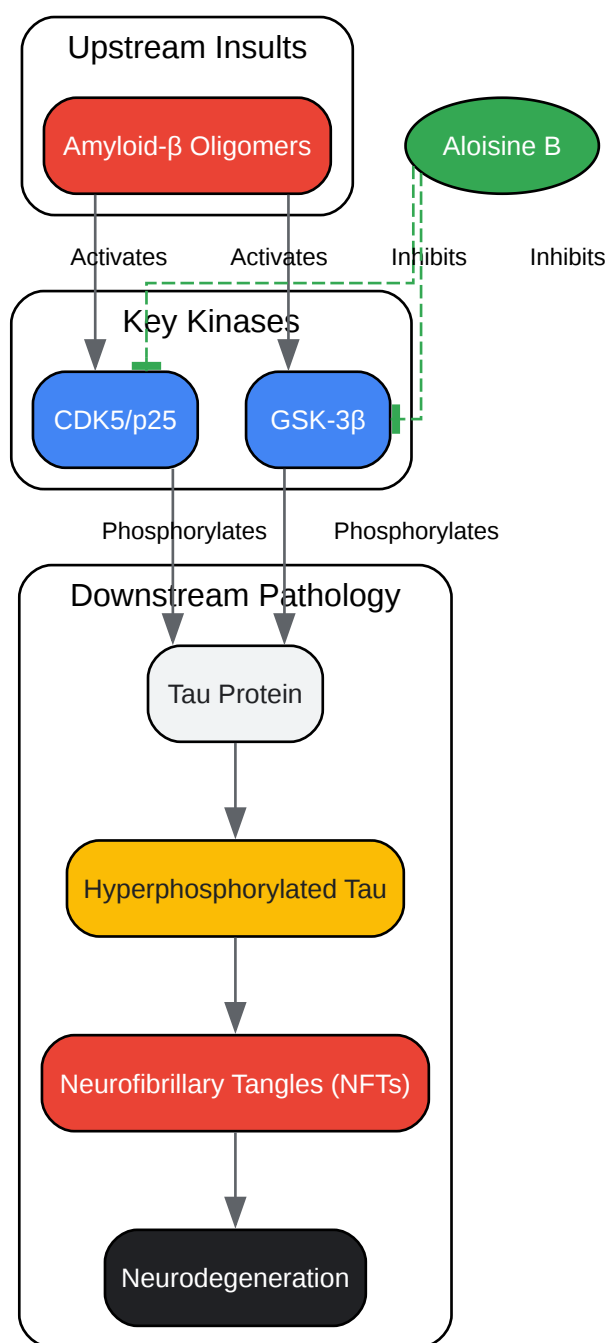 Upstream Insults
Amyloid-β Oligomers
Aloisine B
Activates
Activates
Inhibits
Inhibits
Key Kinases
CDK5/p25
GSK-3β
Phosphorylates
Phosphorylates
Downstream Pathology
Tau Protein
Hyperphosphorylated Tau
Neurofibrillary Tangles (NFTs)
Neurodegeneration